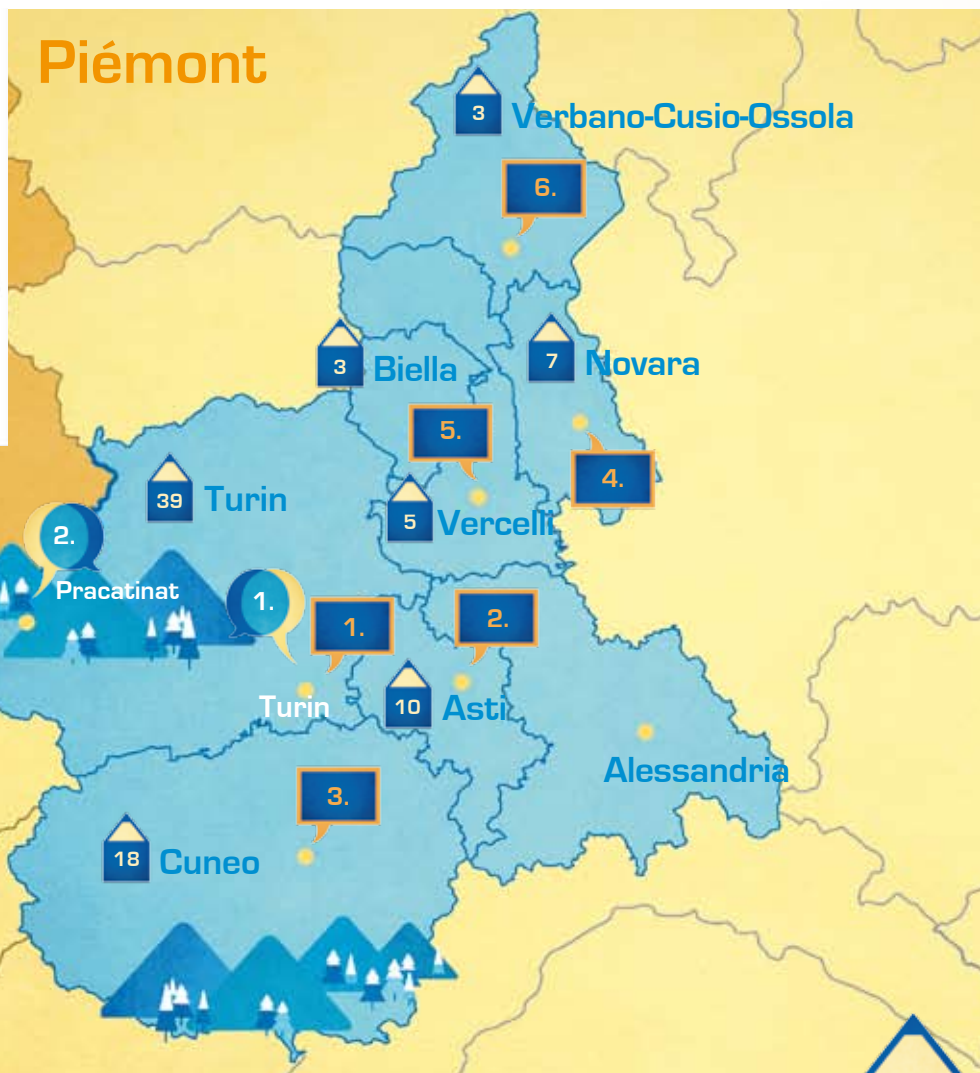 Piémont
3 Verbano-Cusio-Ossola
6.
3 Biella
7 Novara
5.
4.
39 Turin
5 Vercelli
2.
Pracatinat
1.
1.
2.
Turin
10 Asti
Alessandria
3.
18 Cuneo